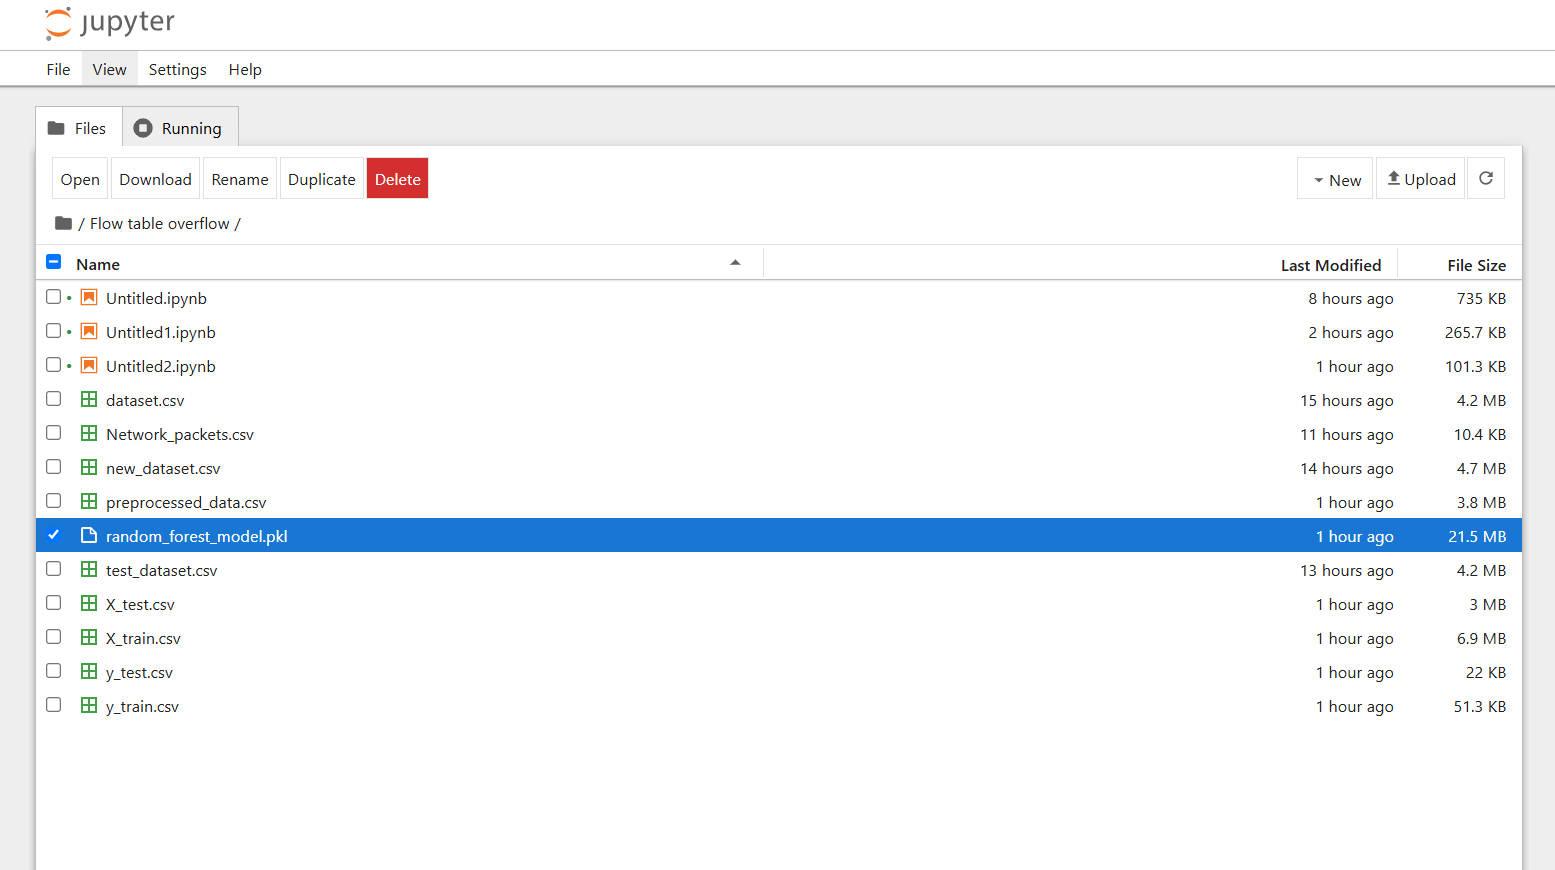 jupyter
File View Settings Help
Files Running
Open Download Rename Duplicate Delete New Upload
/ Flow table overflow /
Name Last Modified File Size
Untitled.ipynb 8 hours ago 735 KB
Untitled1.ipynb 2 hours ago 265.7 KB
Untitled2.ipynb 1 hour ago 101.3 KB
dataset.csv 15 hours ago 4.2 MB
Network_packets.csv 11 hours ago 10.4 KB
new_dataset.csv 14 hours ago 4.7 MB
preprocessed_data.csv 1 hour ago 3.8 MB
random_forest_model.pkl 1 hour ago 21.5 MB
test_dataset.csv 13 hours ago 4.2 MB
X_test.csv 1 hour ago 3 MB
X_train.csv 1 hour ago 6.9 MB
y_test.csv 1 hour ago 22 KB
y_train.csv 1 hour ago 51.3 KB